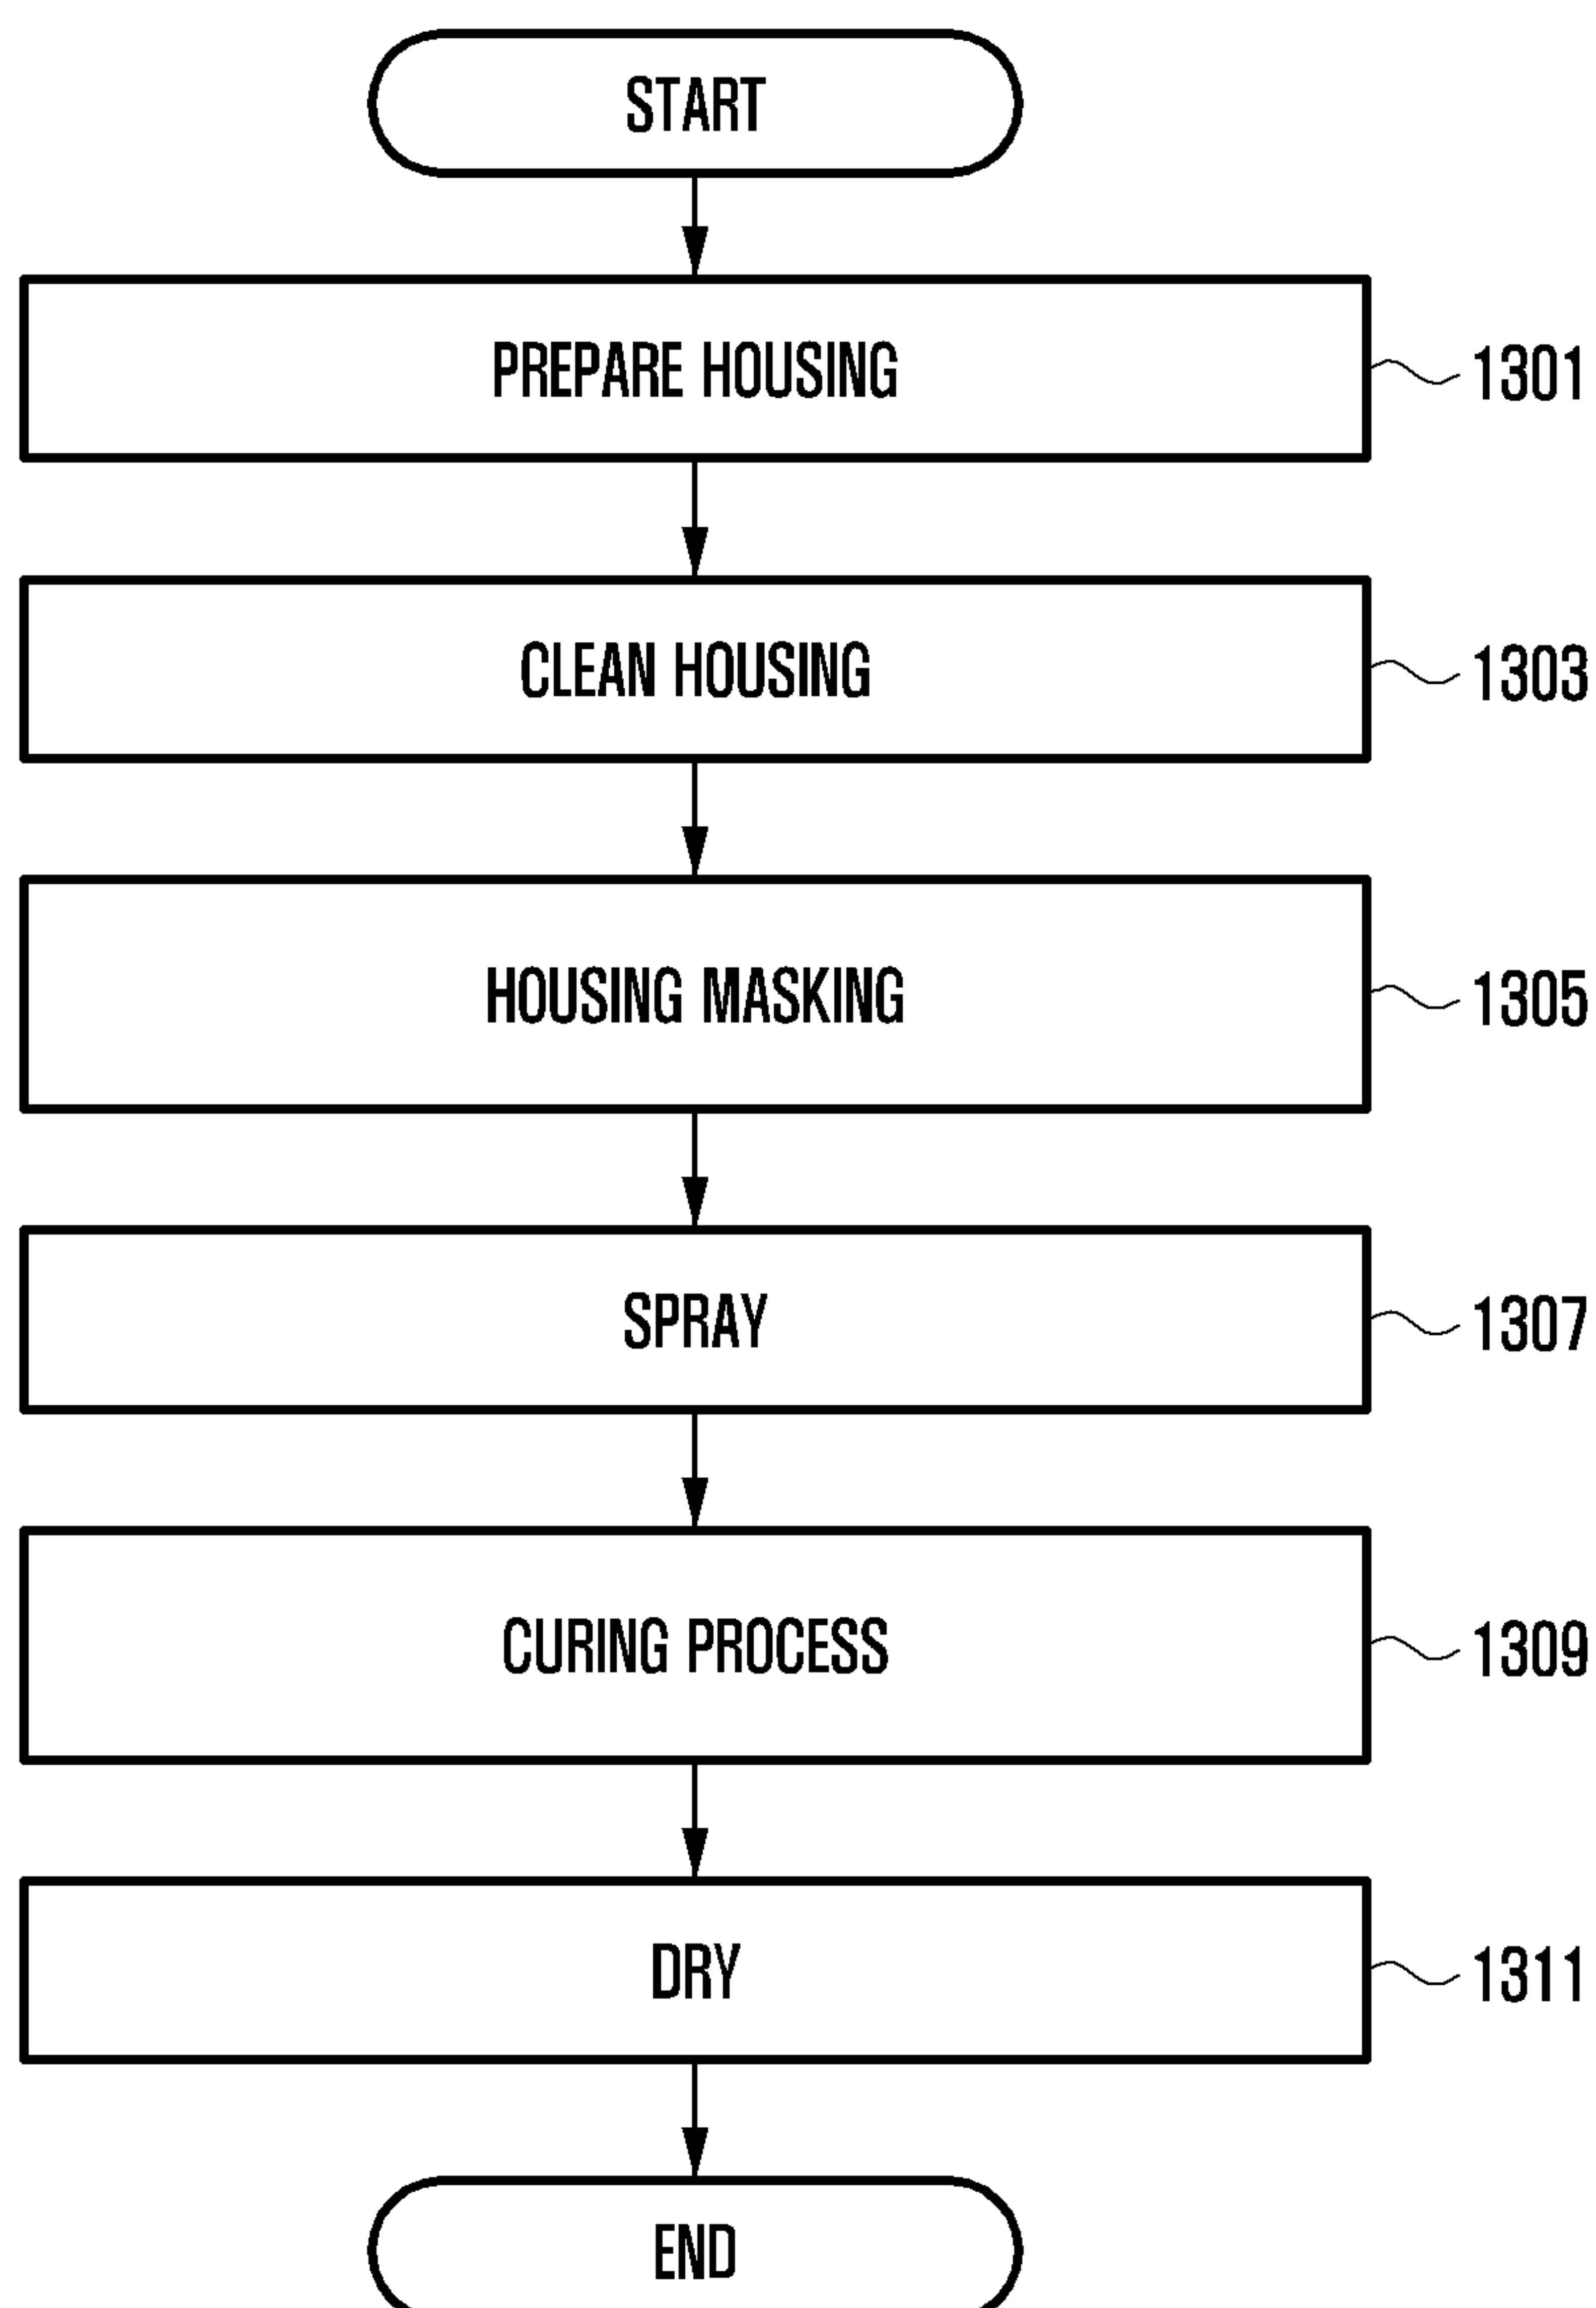 START
PREPARE HOUSING
1301
CLEAN HOUSING
1303
HOUSING MASKING
1305
SPRAY
1307
CURING PROCESS
1309
DRY
1311
END